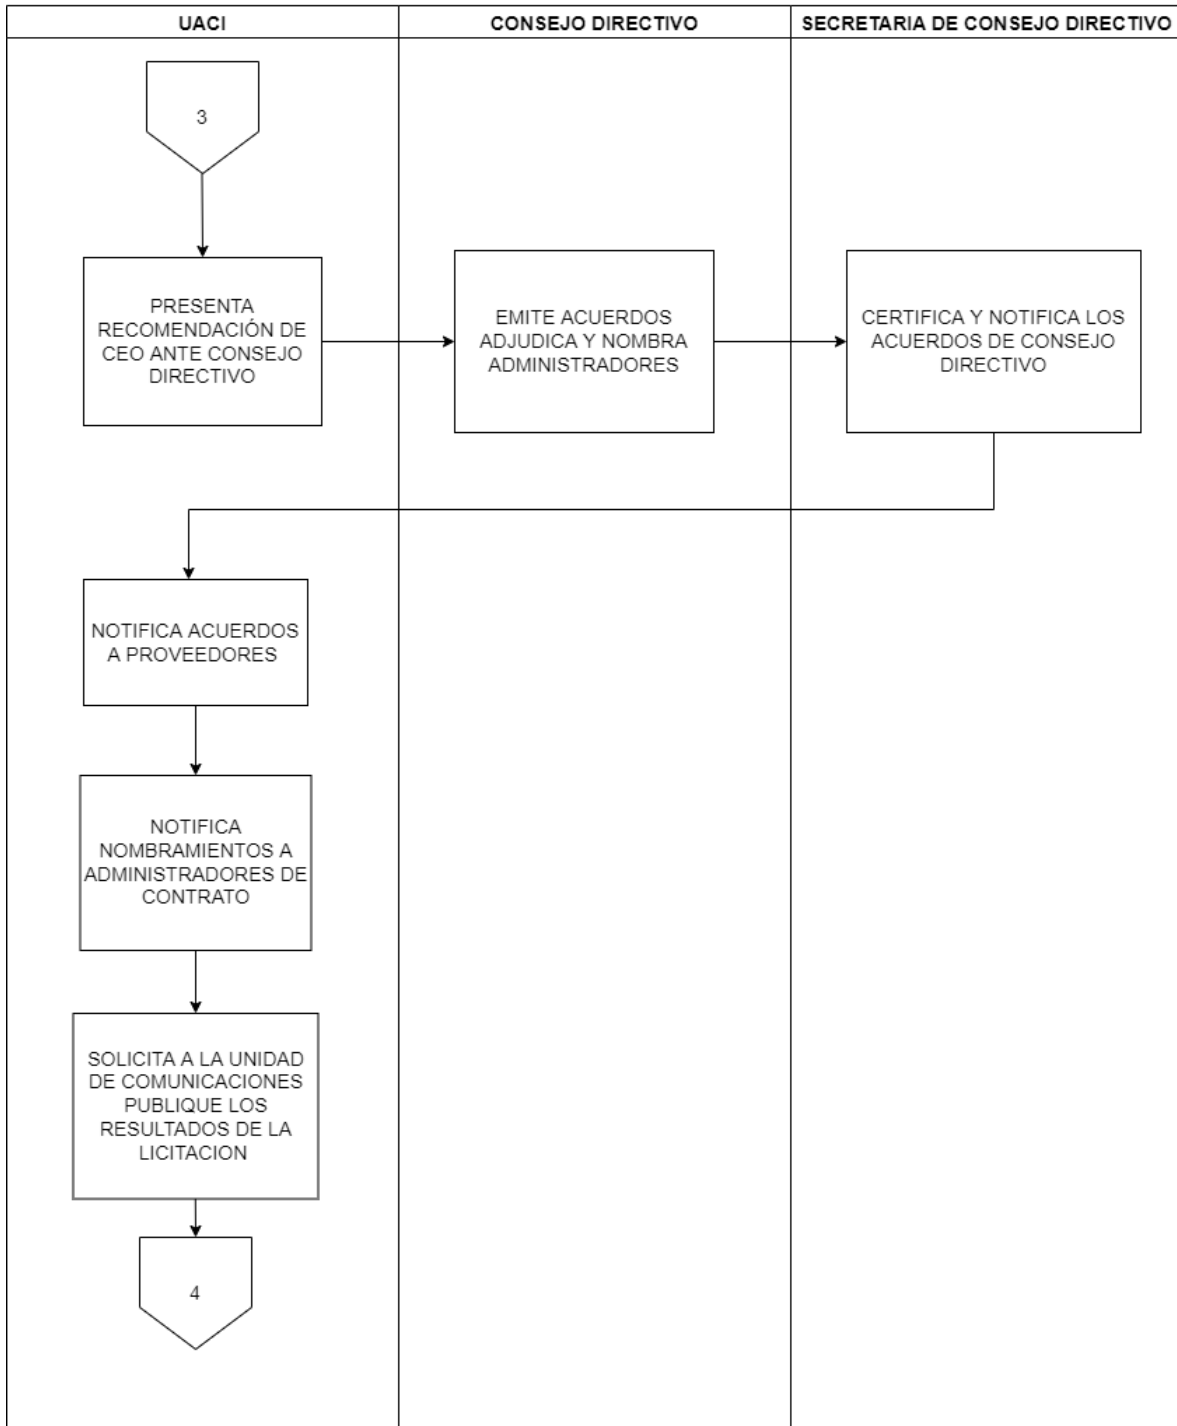 UACI
CONSEJO DIRECTIVO
SECRETARIA DE CONSEJO DIRECTIVO
3
PRESENTA
RECOMENDACIÓN DE
CEO ANTE CONSEJO
DIRECTIVO
EMITE ACUERDOS
ADJUDICA Y NOMBRA
ADMINISTRADORES
CERTIFICA Y NOTIFICA LOS
ACUERDOS DE CONSEJO
DIRECTIVO
NOTIFICA ACUERDOS
A PROVEEDORES
NOTIFICA
NOMBRAMIENTOS A
ADMINISTRADORES DE
CONTRATO
SOLICITA A LA UNIDAD
DE COMUNICACIONES
PUBLIQUE LOS
RESULTADOS DE LA
LICITACION
4